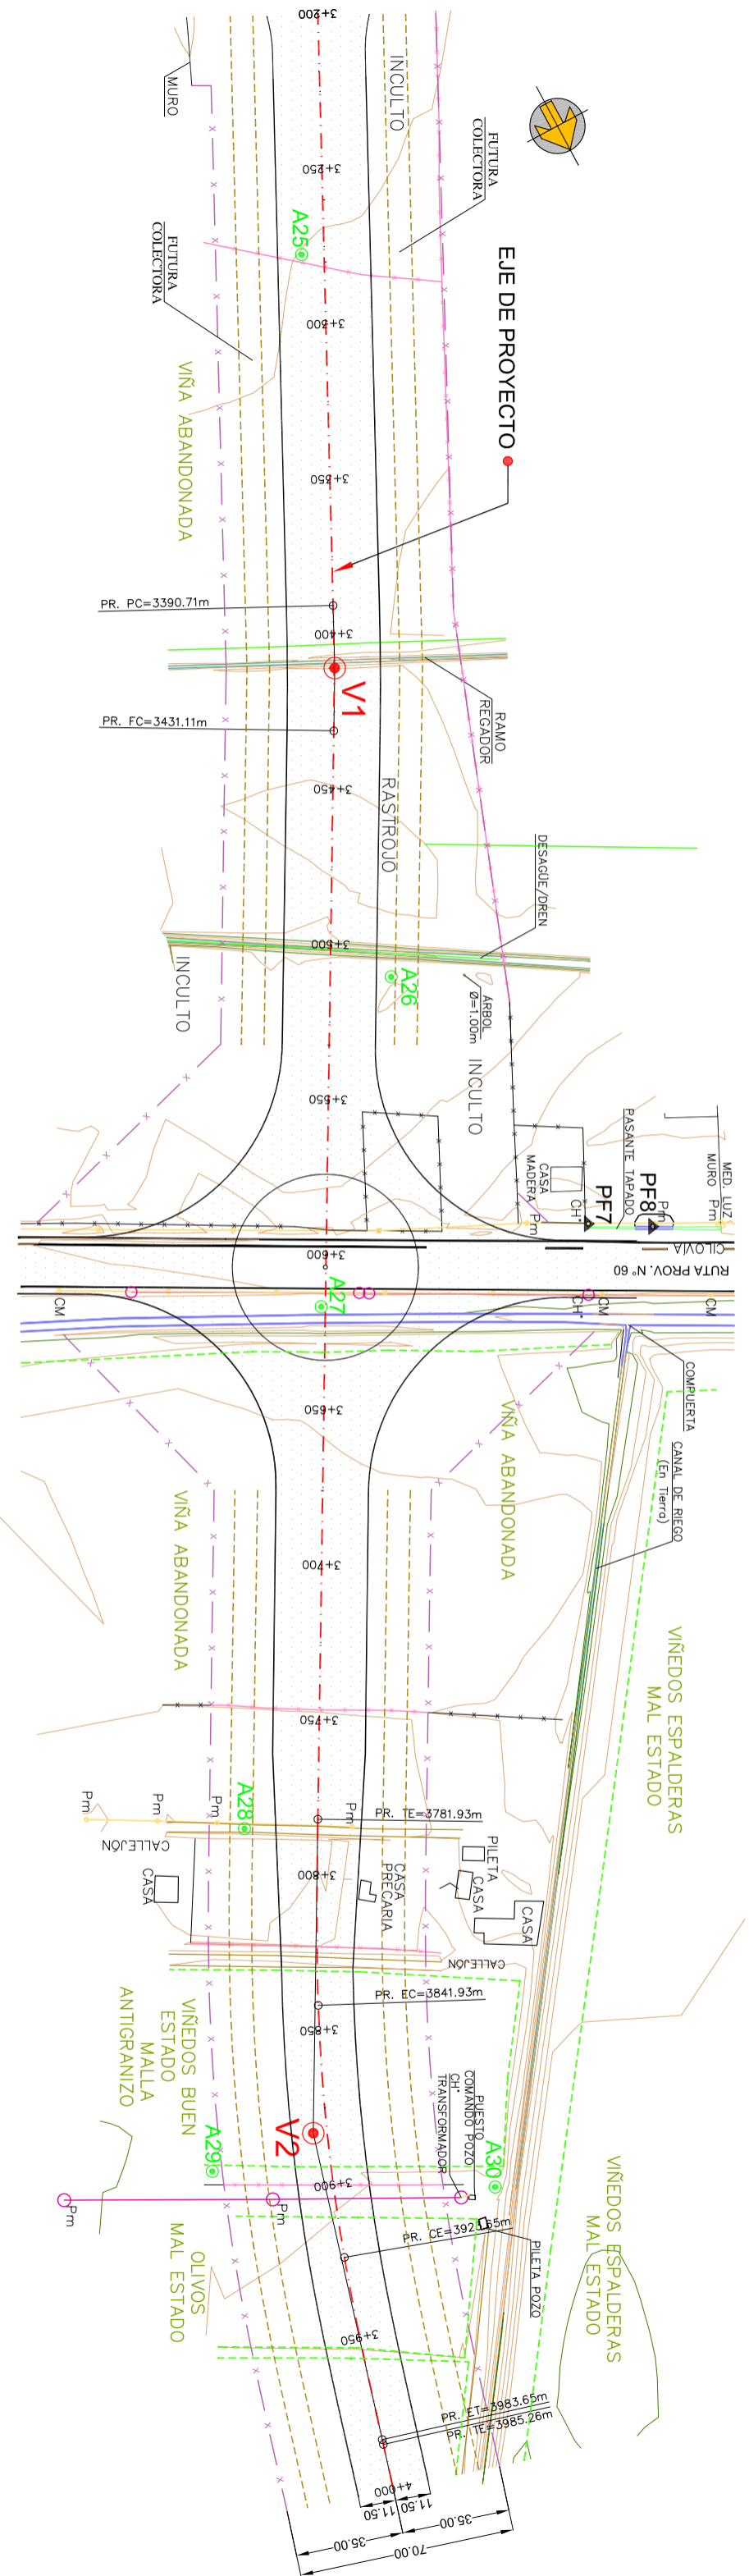 3+200
INCULTO
MURO
FUTURA
COLECTORA
3+250
A25
FUTURA
COLECTORA
EJE DE PROYECTO
3+300
VIÑA ABANDONADA
3+350
PR. PC=3390.71m
3+400
V1
RAMO
REGADOR
PR. FC=3431.11m
3+450
RASTROJO
DESAGÜE/DREN
3+500
INCULTO
A26
ÁRBOL
Ø=1.00m
INCULTO
3+550
PASANTE TAPADO
MED. LUZ
MURO
Pm
CASA
MADERA
CH°
PF7
PF8
Pm
Pm
CILOVÍA
3+600
RUTA PROV. N° 60
A27
CM
CH°
CM
CM
COMPUERTA
3+650
VIÑA ABANDONADA
CANAL DE RIEGO
(En Tierra)
VIÑA ABANDONADA
3+700
VIÑEDOS ESPALDERAS
MAL ESTADO
3+750
A28
Pm
Pm
Pm
Pm
PR. TE=3781.93m
CALLEJÓN
PILETA
CASA
3+800
CASA
PRECARIA
CASA
CASA
CALLEJÓN
PR. EC=3841.93m
VIÑEDOS BUEN
ESTADO
MALLA
ANTIGRANIZO
3+850
V2
PUESTO
COMANDO POZO
CH°
TRANSFORMADOR
A29
A30
3+900
Pm
Pm
PR. CE=3923.65m
PILETA POZO
VIÑEDOS ESPALDERAS
MAL ESTADO
OLIVOS
MAL ESTADO
3+950
PR. ET=3983.65m
PR. TE=3985.26m
4+000
11.50
11.50
35.00
35.00
70.00